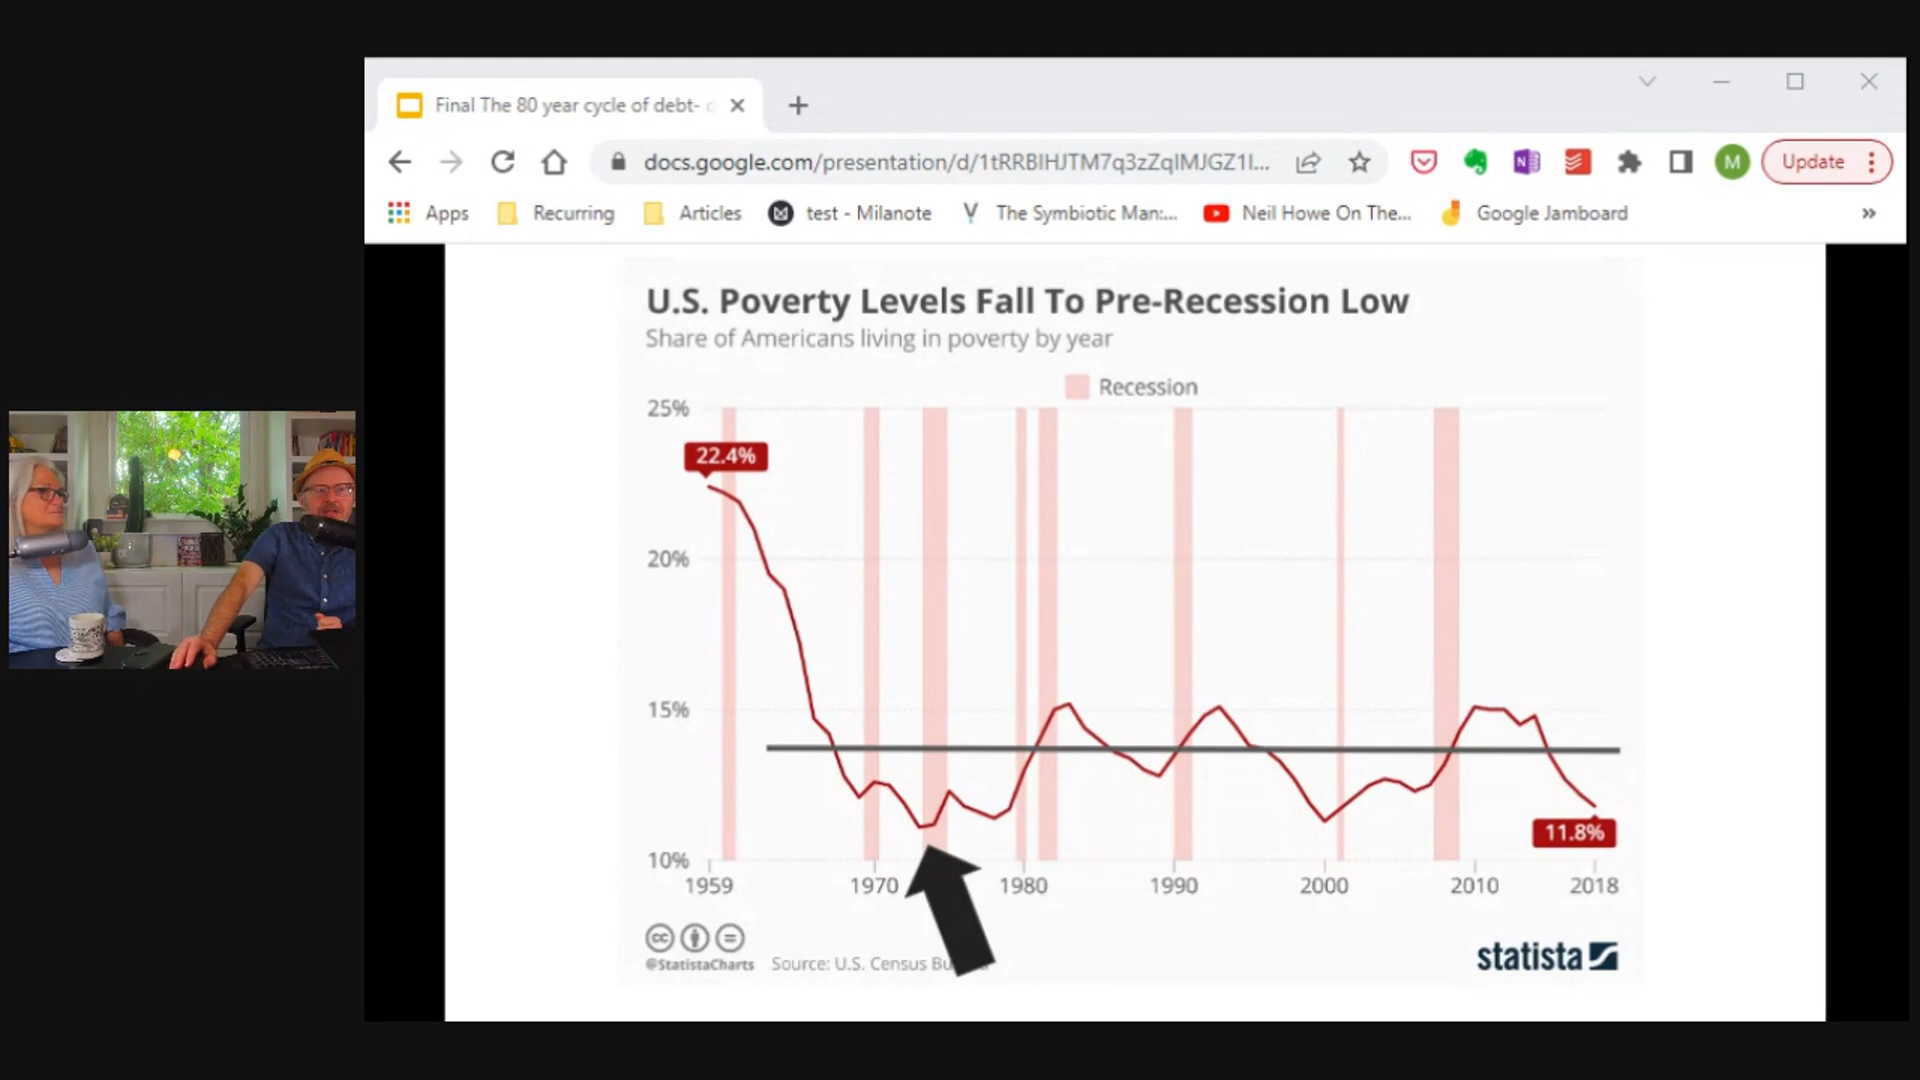 Final The 80 year cycle of debt-
docs.google.com/presentation/d/1tRRBIHJTM7q3zZqIMJGZ1I...
M
Update
Apps
Recurring
Articles
test - Milanote
The Symbiotic Man:...
Neil Howe On The...
Google Jamboard
»
U.S. Poverty Levels Fall To Pre-Recession Low
Share of Americans living in poverty by year
Recession
25%
22.4%
20%
15%
11.8%
10%
1959 1970 1980 1990 2000 2010 2018
cc
@StatistaCharts Source: U.S. Census
statista